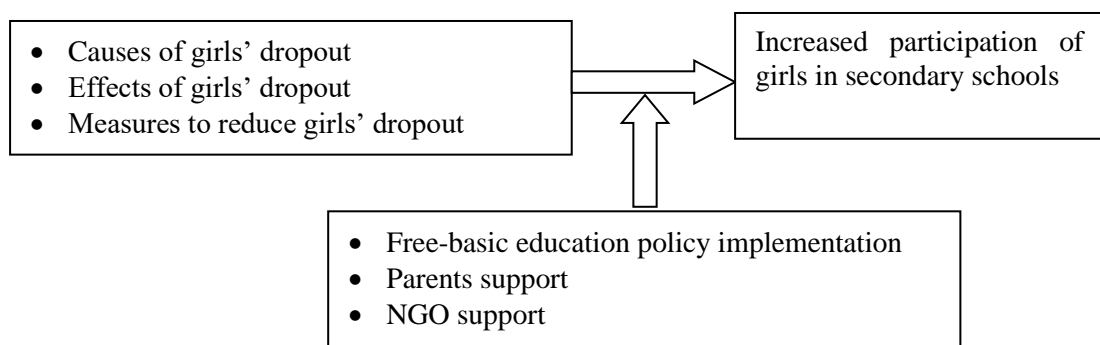 • Causes of girls’ dropout
• Effects of girls’ dropout
• Measures to reduce girls’ dropout
Increased participation of
girls in secondary schools
• Free-basic education policy implementation
• Parents support
• NGO support